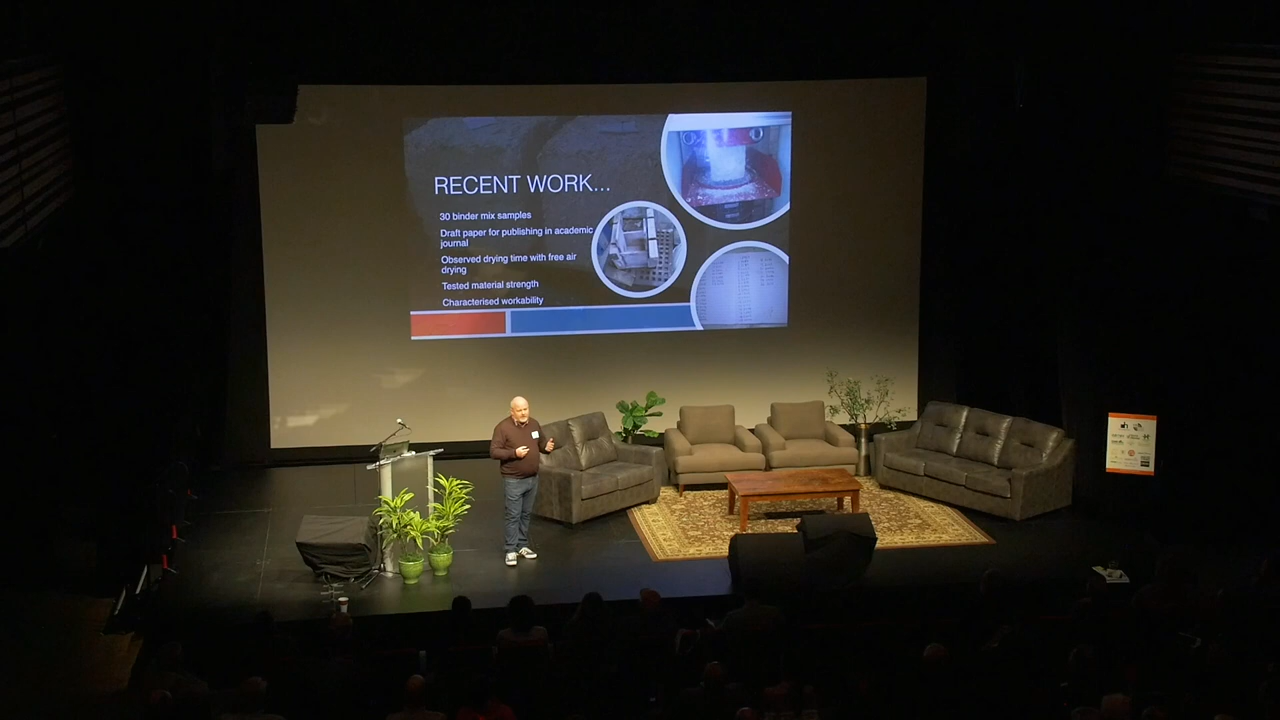 RECENT WORK...
30 binder mix samples
Draft paper for publishing in academic
journal
Observed drying time with free air
drying
Tested material strength
Characterised workability